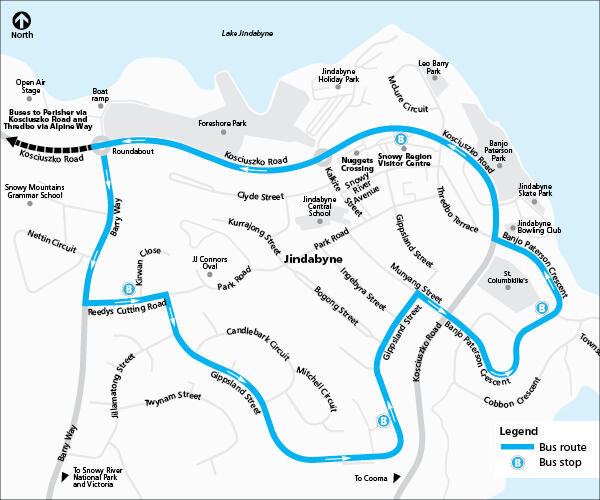 North
Lake Jindabyne
Open Air
Stage
Boat
ramp
Jindabyne
Holiday Park
Leo Barry
Park
McLure Circuit
Buses to Perisher via
Kosciuszko Road and
Thredbo via Alpine Way
Foreshore Park
Kosciuszko Road
Roundabout
Kosciuszko Road
B
Snowy Region
Visitor Centre
Nuggets
Crossing
Kosciuszko Road
Banjo
Paterson
Park
Snowy Mountains
Grammar School
Clyde Street
Kalkite
Street
Snowy
River
Avenue
Jindabyne
Central
School
Thredbo Terrace
Jindabyne
Skate Park
Barry Way
Kurrajong Street
Gippsland Street
Jindabyne
Bowling Club
Nettin Circuit
Park Road
Banjo Paterson Crescent
Kirwan Close
JJ Connors
Oval
Jindabyne
Park Road
Ingebyra Street
Munyang Street
St.
Columbkille's
B
Reedys Cutting Road
Bogong Street
Gippsland Street
B
Kosciuszko Road
Banjo Paterson Crescent
Candlebark Circuit
Towns
Jillamatong Street
Gippsland Street
Mitchell Circuit
Cobbon Crescent
Twynam Street
B
Barry Way
Legend
Bus route
B Bus stop
To Snowy River
National Park
and Victoria
To Cooma